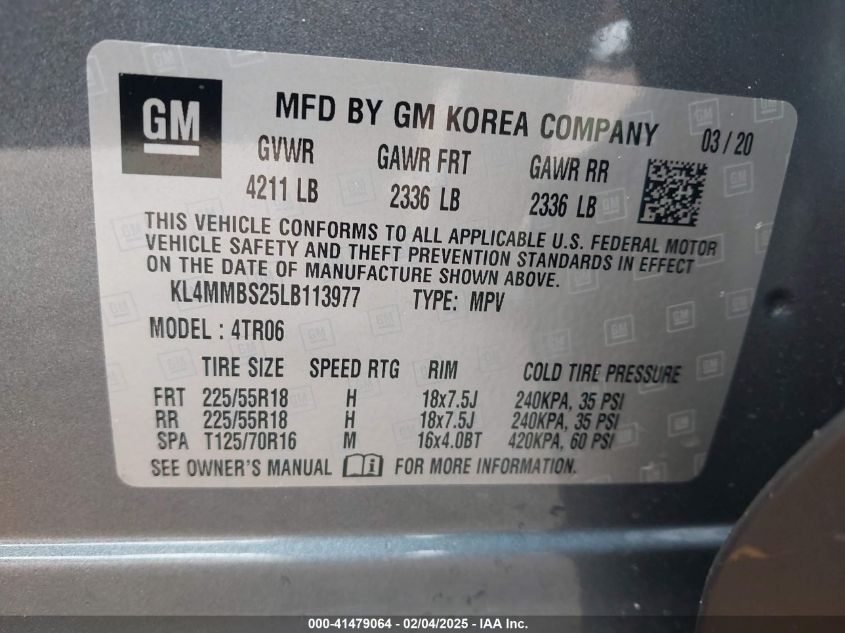 GM
MFD BY GM KOREA COMPANY 03 / 20
GVWR GAWR FRT GAWR RR
4211 LB 2336 LB 2336 LB
THIS VEHICLE CONFORMS TO ALL APPLICABLE U.S. FEDERAL MOTOR
VEHICLE SAFETY AND THEFT PREVENTION STANDARDS IN EFFECT
ON THE DATE OF MANUFACTURE SHOWN ABOVE.
KL4MMBS25LB113977 TYPE: MPV
MODEL : 4TR06
TIRE SIZE SPEED RTG RIM COLD TIRE PRESSURE
FRT 225/55R18 H 18x7.5J 240KPA, 35 PSI
RR 225/55R18 H 18x7.5J 240KPA, 35 PSI
SPA T125/70R16 M 16x4.0BT 420KPA, 60 PSI
SEE OWNER'S MANUAL FOR MORE INFORMATION.
000-41479064 / 02/04/2025 - IAA Inc.